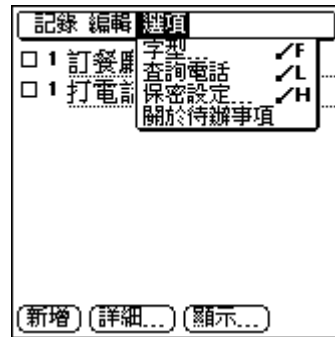 記錄 編輯 選項
字型... /F
查詢電話 /L
保密設定... /H
關於待辦事項
1 訂餐
1 打電
新增 詳細... 顯示...